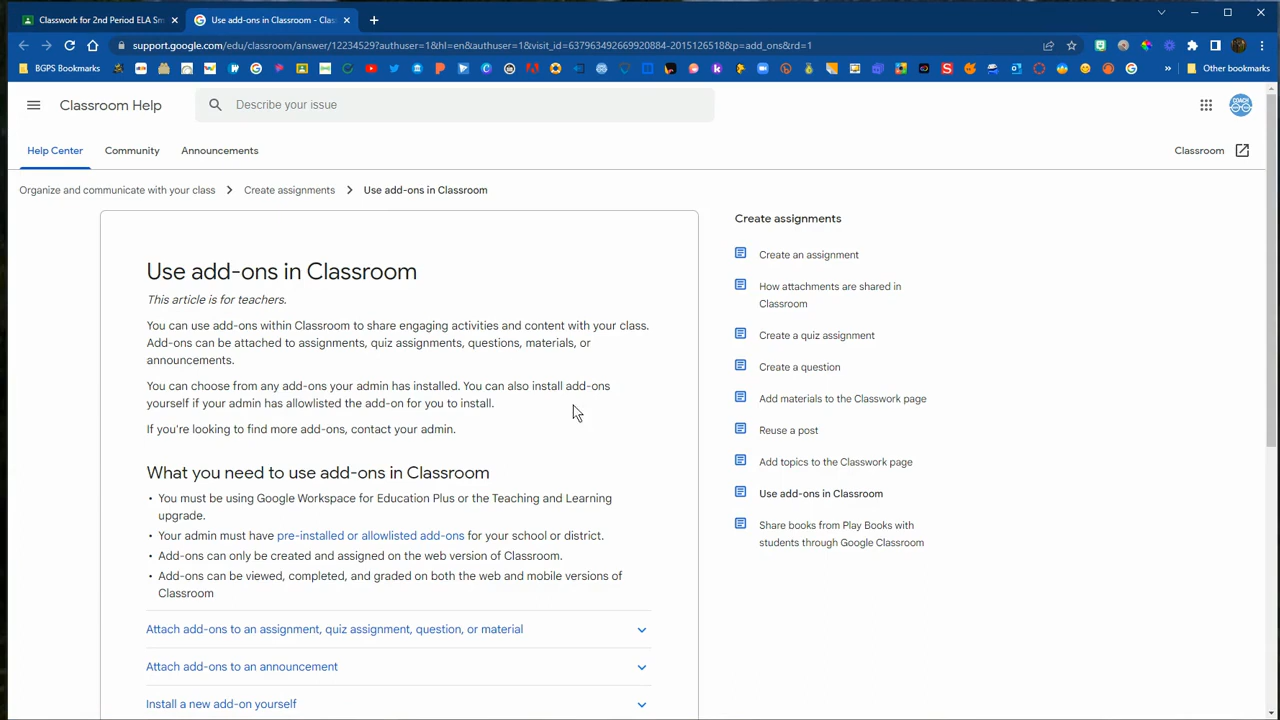 Classwork for 2nd Period ELA Sm
Use add-ons in Classroom - Clas
support.google.com/edu/classroom/answer/12234529?authuser=1&hl=en&authuser=1&visit_id=637963492669920884-2015126518&p=add_ons&rd=1
BGPS Bookmarks
Other bookmarks
Classroom Help
Describe your issue
Help Center
Community
Announcements
Classroom
Organize and communicate with your class
Create assignments
Use add-ons in Classroom
Use add-ons in Classroom
This article is for teachers.
You can use add-ons within Classroom to share engaging activities and content with your class.
Add-ons can be attached to assignments, quiz assignments, questions, materials, or
announcements.
You can choose from any add-ons your admin has installed. You can also install add-ons
yourself if your admin has allowlisted the add-on for you to install.
If you're looking to find more add-ons, contact your admin.
What you need to use add-ons in Classroom
• You must be using Google Workspace for Education Plus or the Teaching and Learning
upgrade.
• Your admin must have pre-installed or allowlisted add-ons for your school or district.
• Add-ons can only be created and assigned on the web version of Classroom.
• Add-ons can be viewed, completed, and graded on both the web and mobile versions of
Classroom
Attach add-ons to an assignment, quiz assignment, question, or material
Attach add-ons to an announcement
Install a new add-on yourself
Create assignments
Create an assignment
How attachments are shared in
Classroom
Create a quiz assignment
Create a question
Add materials to the Classwork page
Reuse a post
Add topics to the Classwork page
Use add-ons in Classroom
Share books from Play Books with
students through Google Classroom